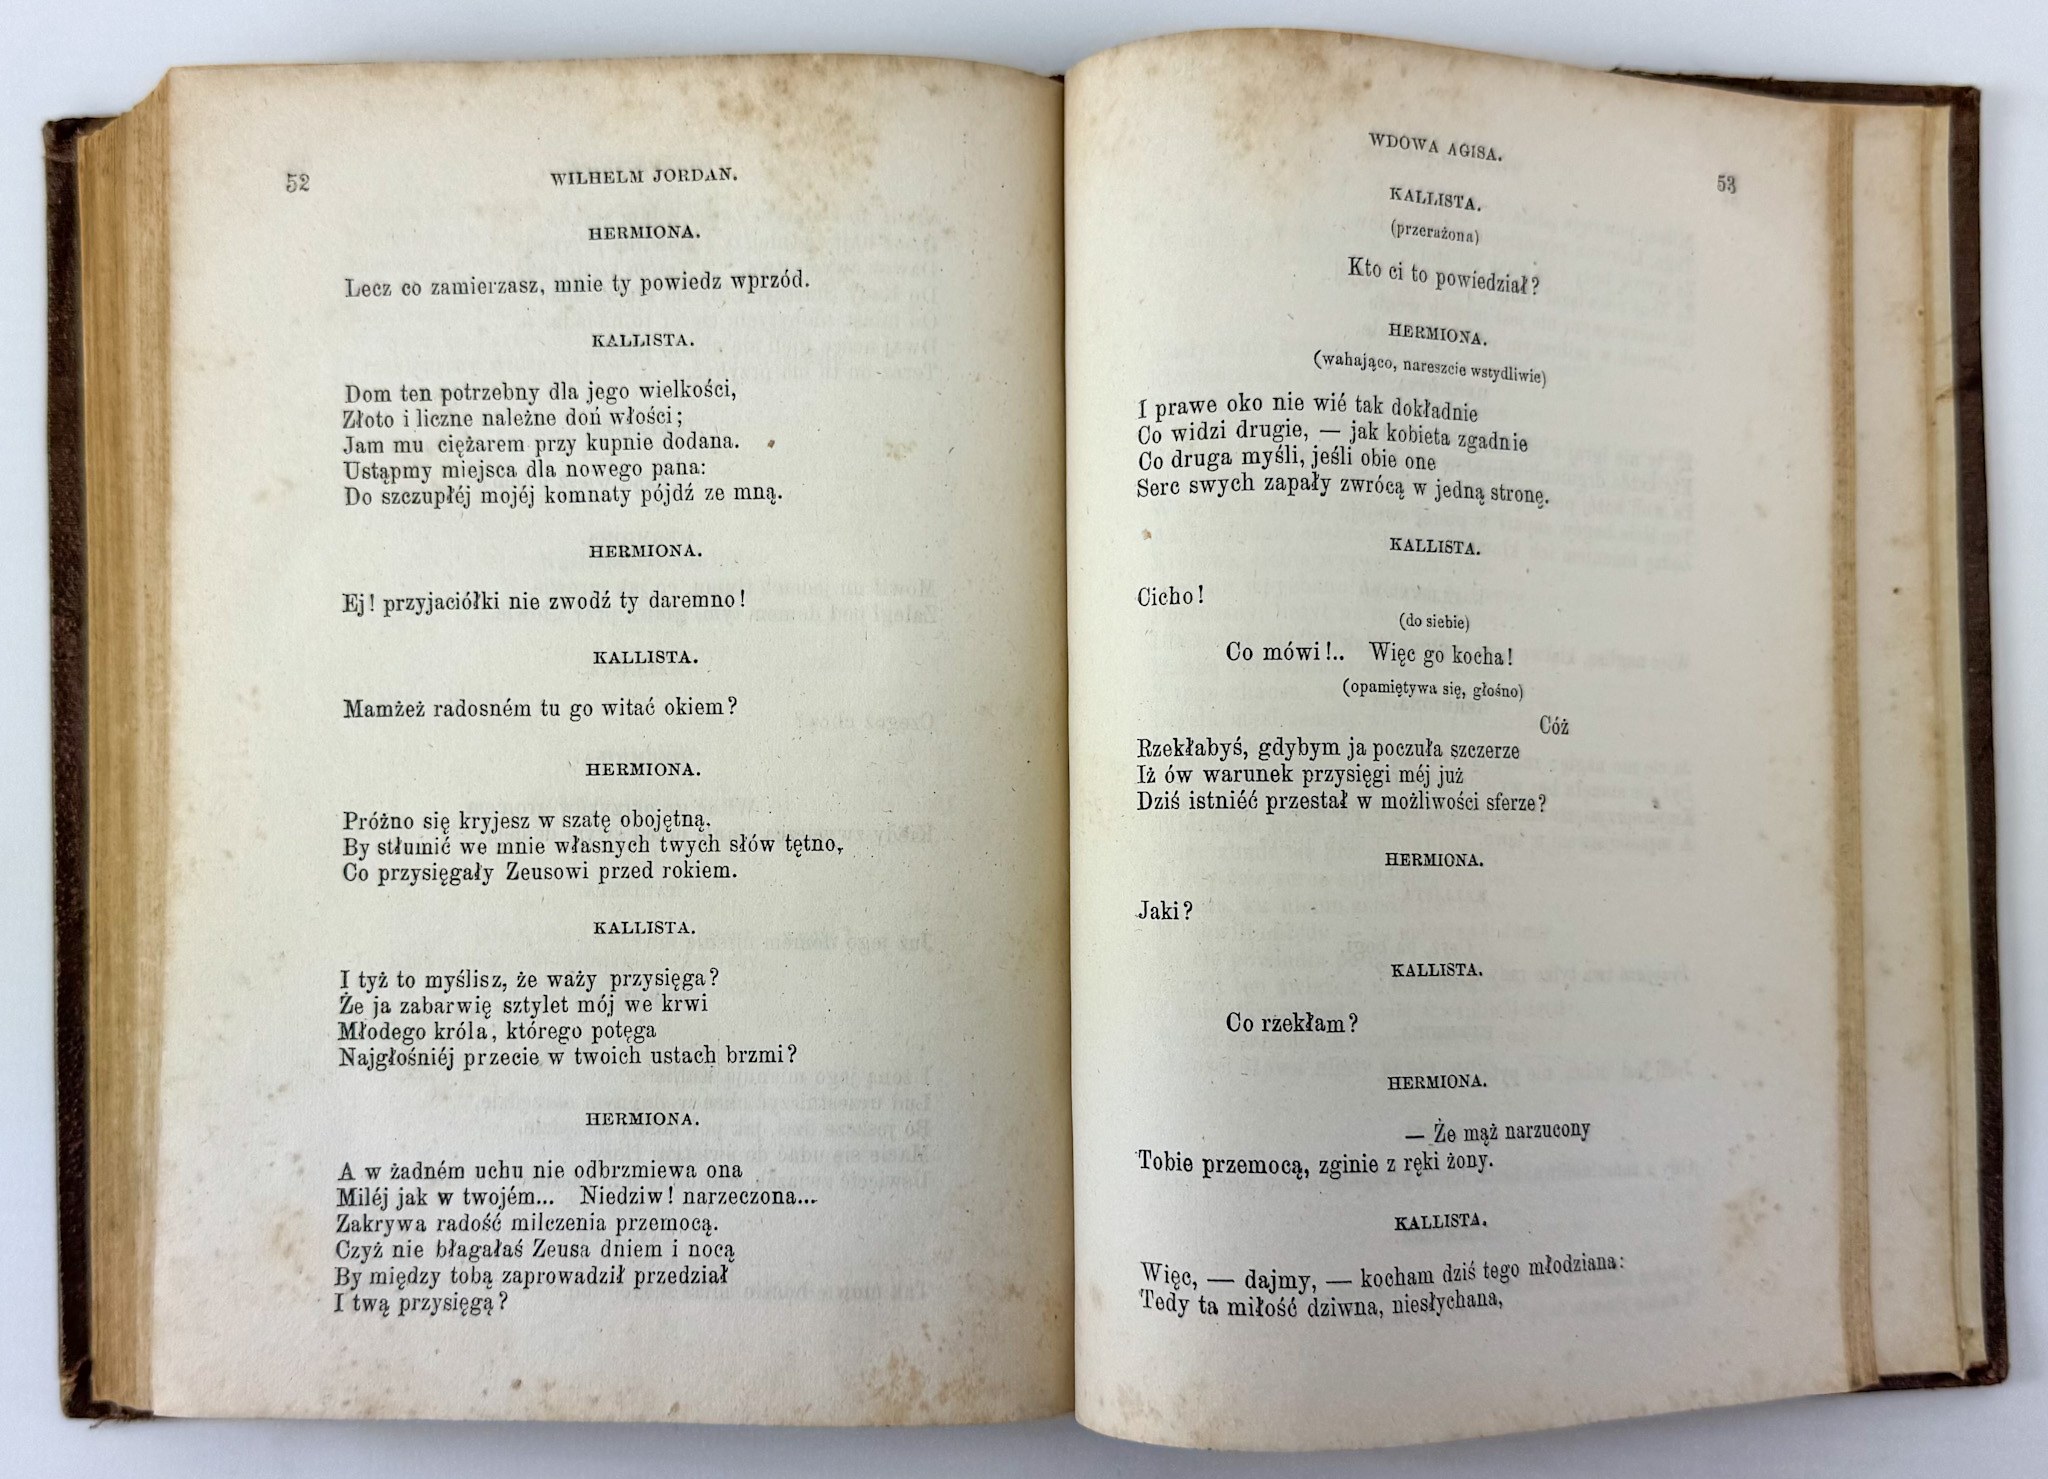 52
WILHELM JORDAN.
HERMIONA.
Lecz co zamierzasz, mnie ty powiedz wprzód.
KALLISTA.
Dom ten potrzebny dla jego wielkości,
Złoto i liczne należne doń włości;
Jam mu ciężarem przy kupnie dodana.
Ustąpmy miejsca dla nowego pana:
Do szczupłéj mojéj komnaty pójdź ze mną.
HERMIONA.
Ej! przyjaciółki nie zwodź ty daremno!
KALLISTA.
Mamżeż radosném tu go witać okiem?
HERMIONA.
Próżno się kryjesz w szatę obojętną.
By stłumić we mnie własnych twych słów tętno,
Co przysięgały Zeusowi przed rokiem.
KALLISTA.
I tyż to myślisz, że waży przysięga?
Że ja zabarwię sztylet mój we krwi
Młodego króla, którego potęga
Najgłośniéj przecie w twoich ustach brzmi?
HERMIONA.
A w żadném uchu nie odbrzmiewa ona
Miléj jak w twojém... Niedziw! narzeczona...
Zakrywa radość milczenia przemocą.
Czyż nie błagałaś Zeusa dniem i nocą
By między tobą zaprowadził przedział
I twą przysięgą?
WDOWA AGISA.
53
KALLISTA.
(przerażona)
Kto ci to powiedział?
HERMIONA.
(wahająco, nareszcie wstydliwie)
I prawe oko nie wié tak dokładnie
Co widzi drugie, — jak kobieta zgadnie
Co druga myśli, jeśli obie one
Serc swych zapały zwrócą w jedną stronę.
KALLISTA.
Cicho!
(do siebie)
Co mówi!.. Więc go kocha!
(opamiętywa się, głośno)
Cóż
Rzekłabyś, gdybym ja poczuła szczerze
Iż ów warunek przysięgi méj już
Dziś istniéć przestał w możliwości sferze?
HERMIONA.
Jaki?
KALLISTA.
Co rzekłam?
HERMIONA.
— Że mąż narzucony
Tobie przemocą, zginie z ręki żony.
KALLISTA.
Więc, — dajmy, — kocham dziś tego młodziana:
Tedy ta miłość dziwna, niesłychana,